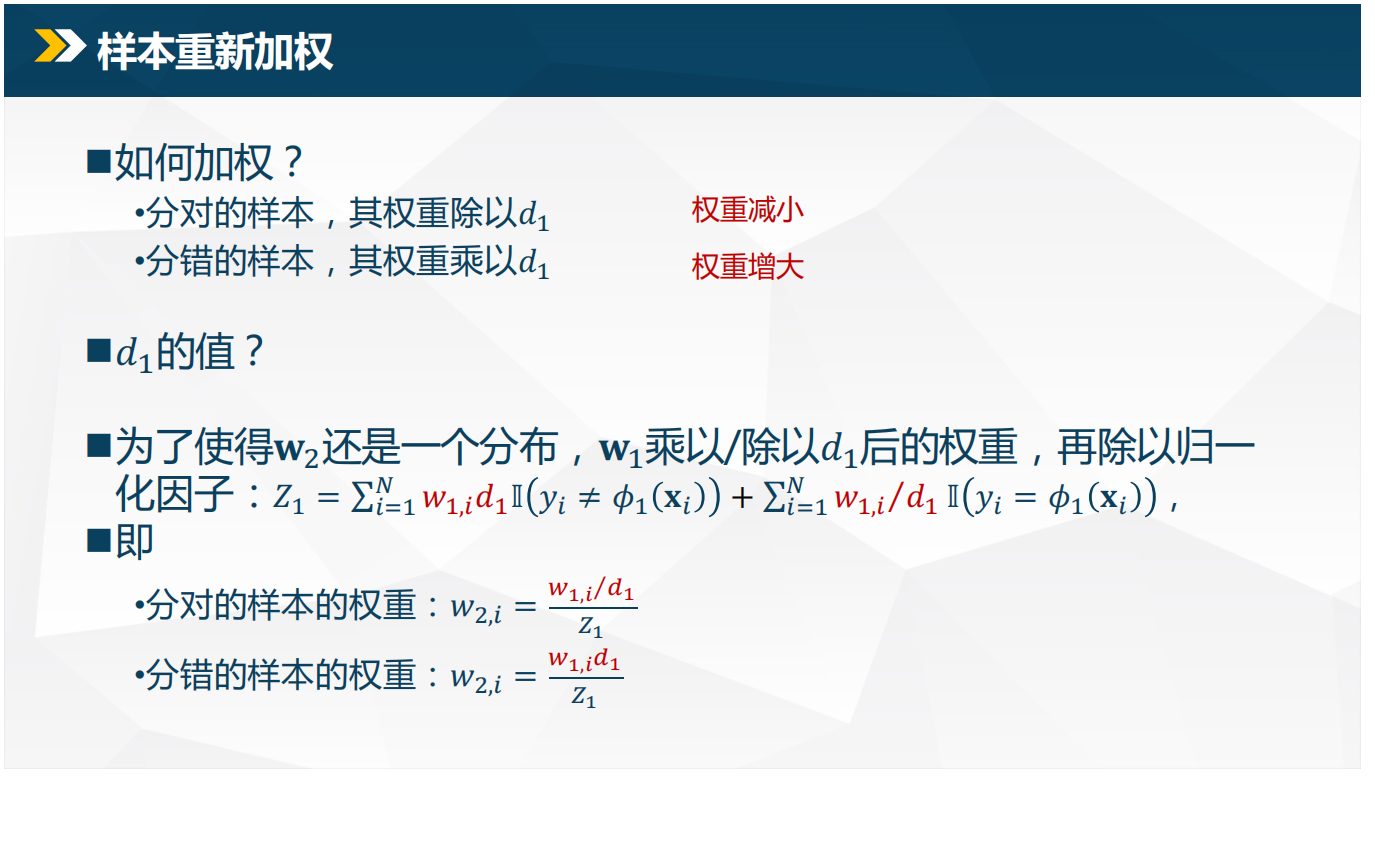 样本重新加权
■如何加权？
•分对的样本，其权重除以𝑑₁ 权重减小
•分错的样本，其权重乘以𝑑₁ 权重增大
■𝑑₁的值？
■为了使得𝐰₂还是一个分布，𝐰₁乘以/除以𝑑₁后的权重，再除以归一
化因子：𝑍₁ = ∑ᵢ₌₁ᴺ 𝑤₁,ᵢ𝑑₁𝕀(𝑦ᵢ ≠ 𝜙₁(𝐱ᵢ)) + ∑ᵢ₌₁ᴺ 𝑤₁,ᵢ/𝑑₁ 𝕀(𝑦ᵢ = 𝜙₁(𝐱ᵢ))，
■即
•分对的样本的权重：𝑤₂,ᵢ = (𝑤₁,ᵢ/𝑑₁)/𝑍₁
•分错的样本的权重：𝑤₂,ᵢ = 𝑤₁,ᵢ𝑑₁/𝑍₁